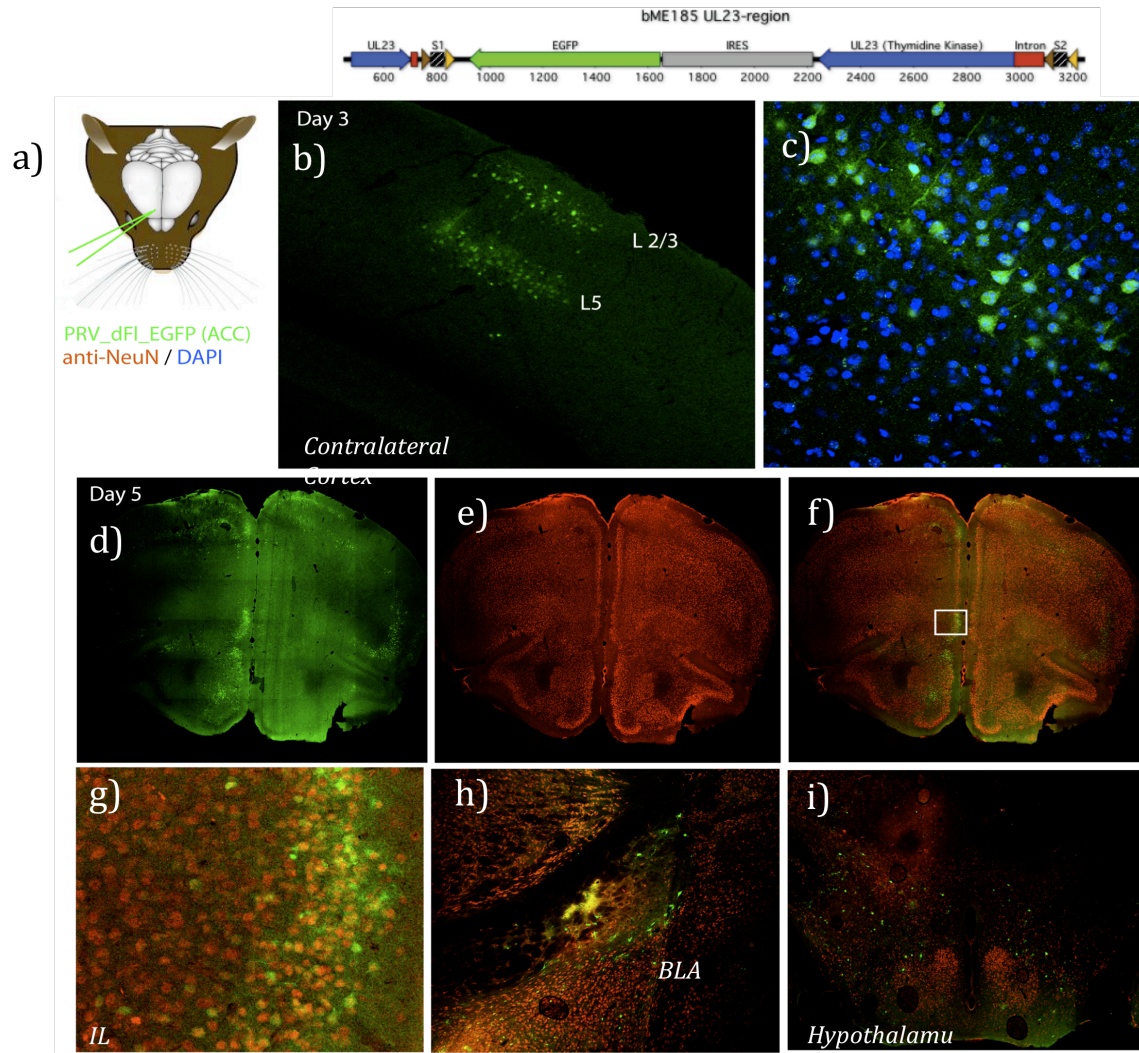 bME185 UL23-region
UL23 S1 EGFP IRES UL23 (Thymidine Kinase) Intron S2
600 800 1000 1200 1400 1600 1800 2000 2200 2400 2600 2800 3000 3200
a)
PRV_dFl_EGFP (ACC)
anti-NeuN / DAPI
Day 3
b)
L 2/3
L5
Contralateral
Cortex
c)
Day 5
d)
e)
f)
g)
IL
h)
BLA
i)
Hypothalamu